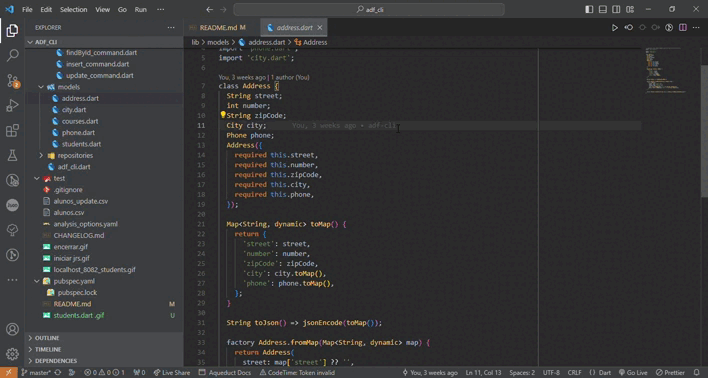 File Edit Selection View Go Run ···
adf_cli
EXPLORER ···
ADF_CLI
findById_command.dart
insert_command.dart
update_command.dart
models
address.dart
city.dart
courses.dart
phone.dart
students.dart
repositories
adf_cli.dart
test
.gitignore
alunos_update.csv
alunos.csv
analysis_options.yaml
CHANGELOG.md
encerrar.gif
iniciar jrs.gif
localhost_8082_students.gif
pubspec.yaml
pubspec.lock
README.md M
students.dart .gif U
OUTLINE
TIMELINE
DEPENDENCIES
README.md M address.dart
lib > models > address.dart > Address
4 import 'phone.dart';
5 import 'city.dart';
6
You, 3 weeks ago | 1 author (You)
7 class Address {
8 String street;
9 int number;
10 String zipCode;
11 City city; You, 3 weeks ago • adf-cli
12 Phone phone;
13 Address({
14 required this.street,
15 required this.number,
16 required this.zipCode,
17 required this.city,
18 required this.phone,
19 });
20
21 Map<String, dynamic> toMap() {
22 return {
23 'street': street,
24 'number': number,
25 'zipCode': zipCode,
26 'city': city.toMap(),
27 'phone': phone.toMap(),
28 };
29 }
30
31 String toJson() => jsonEncode(toMap());
32
33 factory Address.fromMap(Map<String, dynamic> map) {
34 return Address(
35 street: map['street'] ?? '',
master* 0 0 1 0 Live Share Aqueduct Docs CodeTime: Token invalid You, 3 weeks ago Ln 11, Col 13 Spaces: 2 UTF-8 CRLF {} Dart Go Live Prettier